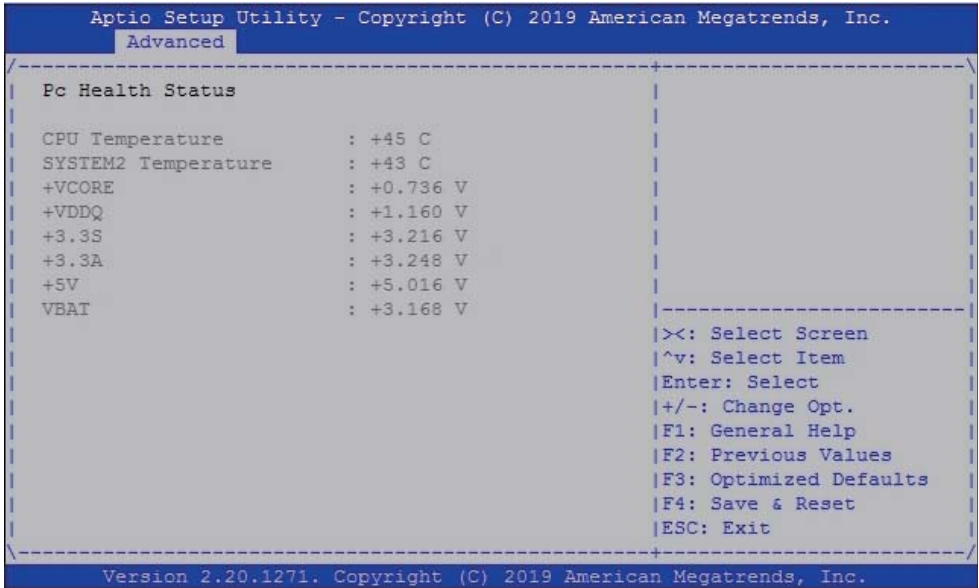 Aptio Setup Utility - Copyright (C) 2019 American Megatrends, Inc.
Advanced
Pc Health Status
CPU Temperature : +45 C
SYSTEM2 Temperature : +43 C
+VCORE : +0.736 V
+VDDQ : +1.160 V
+3.3S : +3.216 V
+3.3A : +3.248 V
+5V : +5.016 V
VBAT : +3.168 V
><: Select Screen
^v: Select Item
Enter: Select
+/-: Change Opt.
F1: General Help
F2: Previous Values
F3: Optimized Defaults
F4: Save & Reset
ESC: Exit
Version 2.20.1271. Copyright (C) 2019 American Megatrends, Inc.